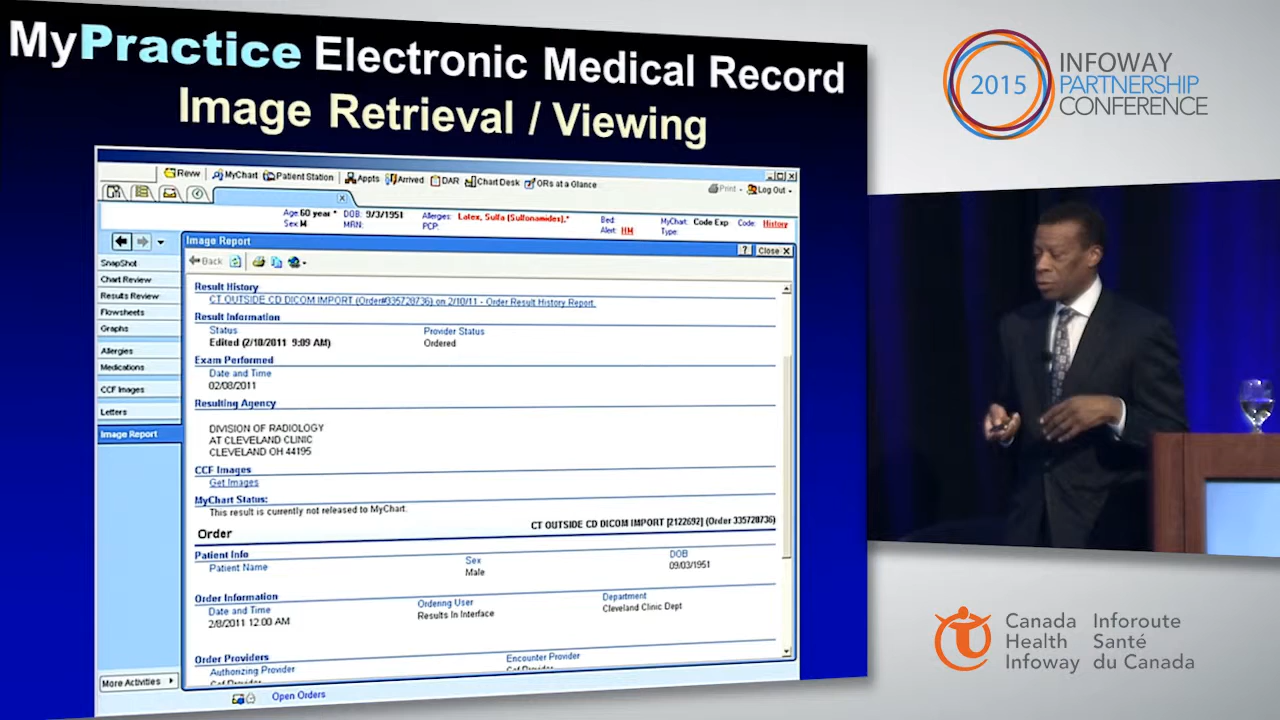 MyPractice Electronic Medical Record
Image Retrieval / Viewing
2015 INFOWAY
PARTNERSHIP
CONFERENCE
Revw MyChart Patient Station Appts Arrived DAR Chart Desk ORs at a Glance Print Log Out
Age: 60 year * DOB: 9/3/1951 Allergies: Latex, Sulfa (Sulfonamides).* Bed: MyChart: Code Exp Code: History
Sex: M MRN: PCP: Alert: HM Type:
Image Report ? Close X
Back
SnapShot
Chart Review
Results Review
Flowsheets
Graphs
Allergies
Medications
CCF Images
Letters
Image Report
More Activities
Result History
CT OUTSIDE CD DICOM IMPORT (Order#335728736) on 2/10/11 - Order Result History Report.
Result Information
Status Provider Status
Edited (2/10/2011 9:09 AM) Ordered
Exam Performed
Date and Time
02/08/2011
Resulting Agency
DIVISION OF RADIOLOGY
AT CLEVELAND CLINIC
CLEVELAND OH 44195
CCF Images
Get Images
MyChart Status:
This result is currently not released to MyChart.
Order CT OUTSIDE CD DICOM IMPORT [2122692] (Order 335728736)
Patient Info
Patient Name Sex DOB
Male 09/03/1951
Order Information
Date and Time Ordering User Department
2/8/2011 12:00 AM Results In Interface Cleveland Clinic Dept
Order Providers
Authorizing Provider Encounter Provider
Open Orders
Canada Inforoute
Health Santé
Infoway du Canada